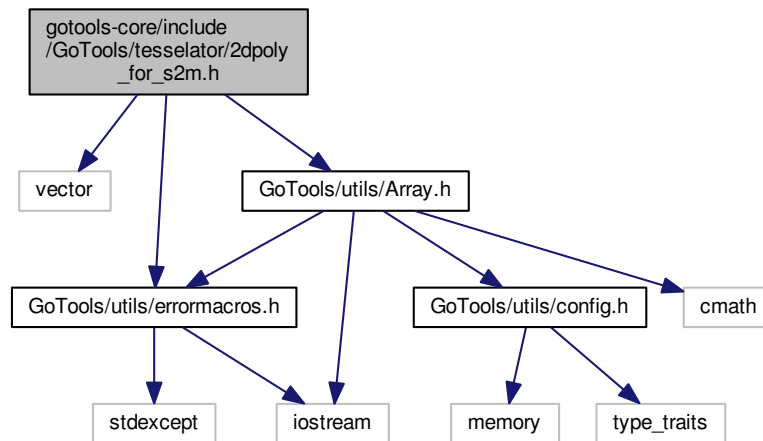 gotools-core/include
/GoTools/tesselator/2dpoly
_for_s2m.h
vector
GoTools/utils/Array.h
GoTools/utils/errormacros.h
GoTools/utils/config.h
cmath
stdexcept
iostream
memory
type_traits